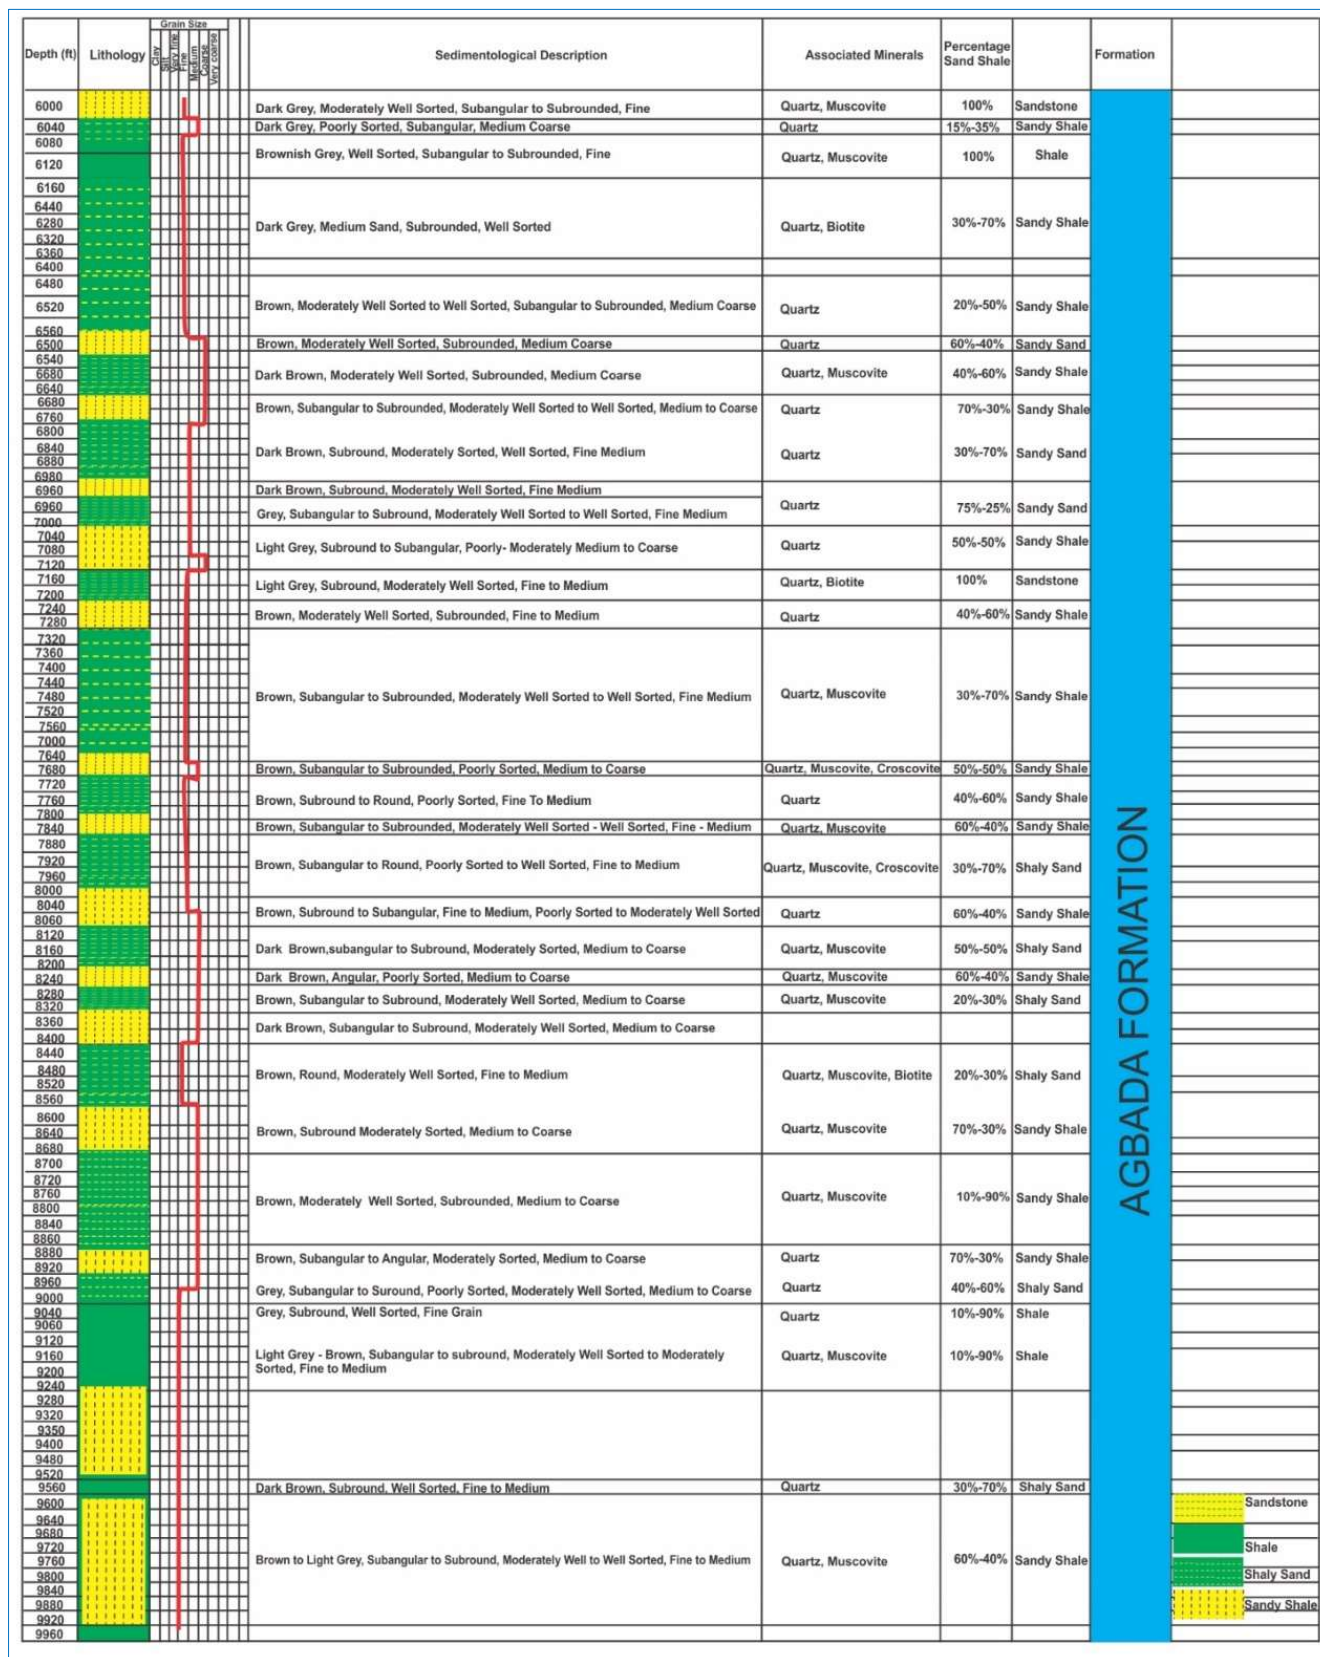 Grain Size
Depth (ft) Lithology Clay Silt Very fine Fine Medium Coarse Very coarse Sedimentological Description Associated Minerals Percentage Sand Shale Formation
6000 Dark Grey, Moderately Well Sorted, Subangular to Subrounded, Fine Quartz, Muscovite 100% Sandstone
6040 Dark Grey, Poorly Sorted, Subangular, Medium Coarse Quartz 15%-35% Sandy Shale
6080
6120 Brownish Grey, Well Sorted, Subangular to Subrounded, Fine Quartz, Muscovite 100% Shale
6160
6440
6280 Dark Grey, Medium Sand, Subrounded, Well Sorted Quartz, Biotite 30%-70% Sandy Shale
6320
6360
6400
6480
6520 Brown, Moderately Well Sorted to Well Sorted, Subangular to Subrounded, Medium Coarse Quartz 20%-50% Sandy Shale
6560
6500 Brown, Moderately Well Sorted, Subrounded, Medium Coarse Quartz 60%-40% Sandy Sand
6540
6680 Dark Brown, Moderately Well Sorted, Subrounded, Medium Coarse Quartz, Muscovite 40%-60% Sandy Shale
6640
6680 Brown, Subangular to Subrounded, Moderately Well Sorted to Well Sorted, Medium to Coarse Quartz 70%-30% Sandy Shale
6760
6800
6840 Dark Brown, Subround, Moderately Sorted, Well Sorted, Fine Medium Quartz 30%-70% Sandy Sand
6880
6980
6960 Dark Brown, Subround, Moderately Well Sorted, Fine Medium
6960 Grey, Subangular to Subround, Moderately Well Sorted to Well Sorted, Fine Medium Quartz 75%-25% Sandy Sand
7000
7040
7080 Light Grey, Subround to Subangular, Poorly- Moderately Medium to Coarse Quartz 50%-50% Sandy Shale
7120
7160 Light Grey, Subround, Moderately Well Sorted, Fine to Medium Quartz, Biotite 100% Sandstone
7200
7240 Brown, Moderately Well Sorted, Subrounded, Fine to Medium Quartz 40%-60% Sandy Shale
7280
7320
7360
7400
7440
7480 Brown, Subangular to Subrounded, Moderately Well Sorted to Well Sorted, Fine Medium Quartz, Muscovite 30%-70% Sandy Shale
7520
7560
7000
7640
7680 Brown, Subangular to Subrounded, Poorly Sorted, Medium to Coarse Quartz, Muscovite, Croscovite 50%-50% Sandy Shale
7720
7760 Brown, Subround to Round, Poorly Sorted, Fine To Medium Quartz 40%-60% Sandy Shale
7800
7840 Brown, Subangular to Subrounded, Moderately Well Sorted - Well Sorted, Fine - Medium Quartz, Muscovite 60%-40% Sandy Shale
7880
7920 Brown, Subangular to Round, Poorly Sorted to Well Sorted, Fine to Medium Quartz, Muscovite, Croscovite 30%-70% Shaly Sand
7960
8000
8040 Brown, Subround to Subangular, Fine to Medium, Poorly Sorted to Moderately Well Sorted Quartz 60%-40% Sandy Shale
8060
8120
8160 Dark Brown,subangular to Subround, Moderately Sorted, Medium to Coarse Quartz, Muscovite 50%-50% Shaly Sand
8200
8240 Dark Brown, Angular, Poorly Sorted, Medium to Coarse Quartz, Muscovite 60%-40% Sandy Shale
8280 Brown, Subangular to Subround, Moderately Well Sorted, Medium to Coarse Quartz, Muscovite 20%-30% Shaly Sand
8320
8360 Dark Brown, Subangular to Subround, Moderately Well Sorted, Medium to Coarse
8400
8440
8480 Brown, Round, Moderately Well Sorted, Fine to Medium Quartz, Muscovite, Biotite 20%-30% Shaly Sand
8520
8560
8600
8640 Brown, Subround Moderately Sorted, Medium to Coarse Quartz, Muscovite 70%-30% Sandy Shale
8680
8700
8720
8760 Brown, Moderately Well Sorted, Subrounded, Medium to Coarse Quartz, Muscovite 10%-90% Sandy Shale
8800
8840
8860
8880 Brown, Subangular to Angular, Moderately Sorted, Medium to Coarse Quartz 70%-30% Sandy Shale
8920
8960 Grey, Subangular to Suround, Poorly Sorted, Moderately Well Sorted, Medium to Coarse Quartz 40%-60% Shaly Sand
9000
9040 Grey, Subround, Well Sorted, Fine Grain Quartz 10%-90% Shale
9060
9120
9160 Light Grey - Brown, Subangular to subround, Moderately Well Sorted to Moderately Quartz, Muscovite 10%-90% Shale
9200 Sorted, Fine to Medium
9240
9280
9320
9350
9400
9480
9520
9560 Dark Brown, Subround, Well Sorted, Fine to Medium Quartz 30%-70% Shaly Sand
9600
9640
9680
9720
9760 Brown to Light Grey, Subangular to Subround, Moderately Well to Well Sorted, Fine to Medium Quartz, Muscovite 60%-40% Sandy Shale
9800
9840
9880
9920
9960
AGBADA FORMATION
Sandstone
Shale
Shaly Sand
Sandy Shale